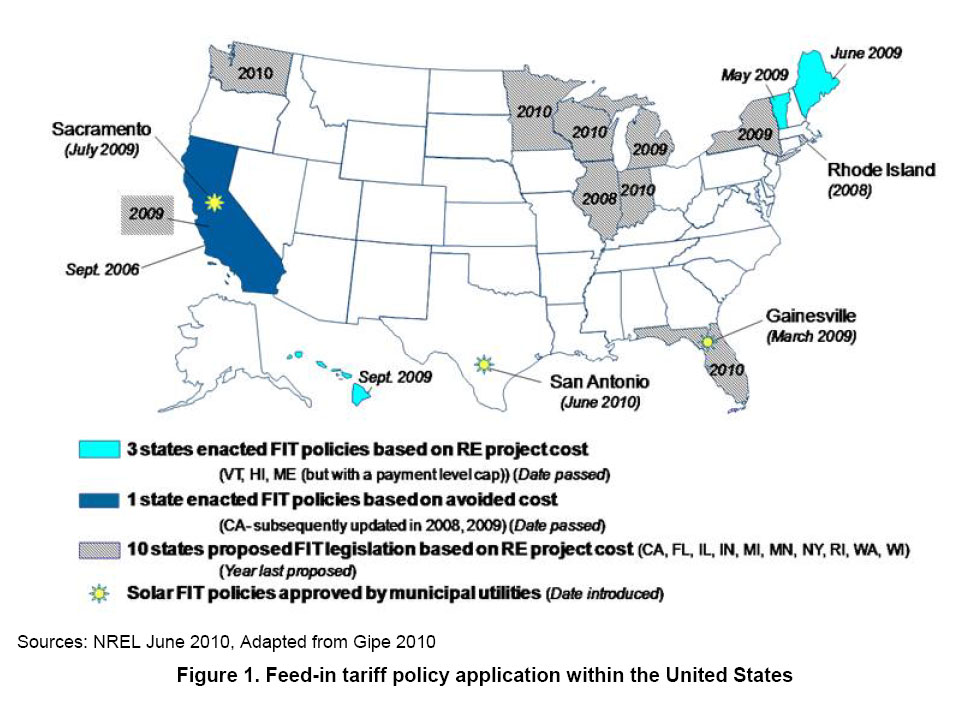 June 2009
May 2009
2010
2010
Sacramento
(July 2009)
2010
2009
2009
Rhode Island
(2008)
2008
2010
2009
Sept. 2006
Gainesville
(March 2009)
2010
Sept. 2009
San Antonio
(June 2010)
3 states enacted FIT policies based on RE project cost
(VT, HI, ME (but with a payment level cap)) (Date passed)
1 state enacted FIT policies based on avoided cost
(CA- subsequently updated in 2008, 2009) (Date passed)
10 states proposed FIT legislation based on RE project cost (CA, FL, IL, IN, MI, MN, NY, RI, WA, WI)
(Year last proposed)
Solar FIT policies approved by municipal utilities (Date introduced)
Sources: NREL June 2010, Adapted from Gipe 2010
Figure 1. Feed-in tariff policy application within the United States